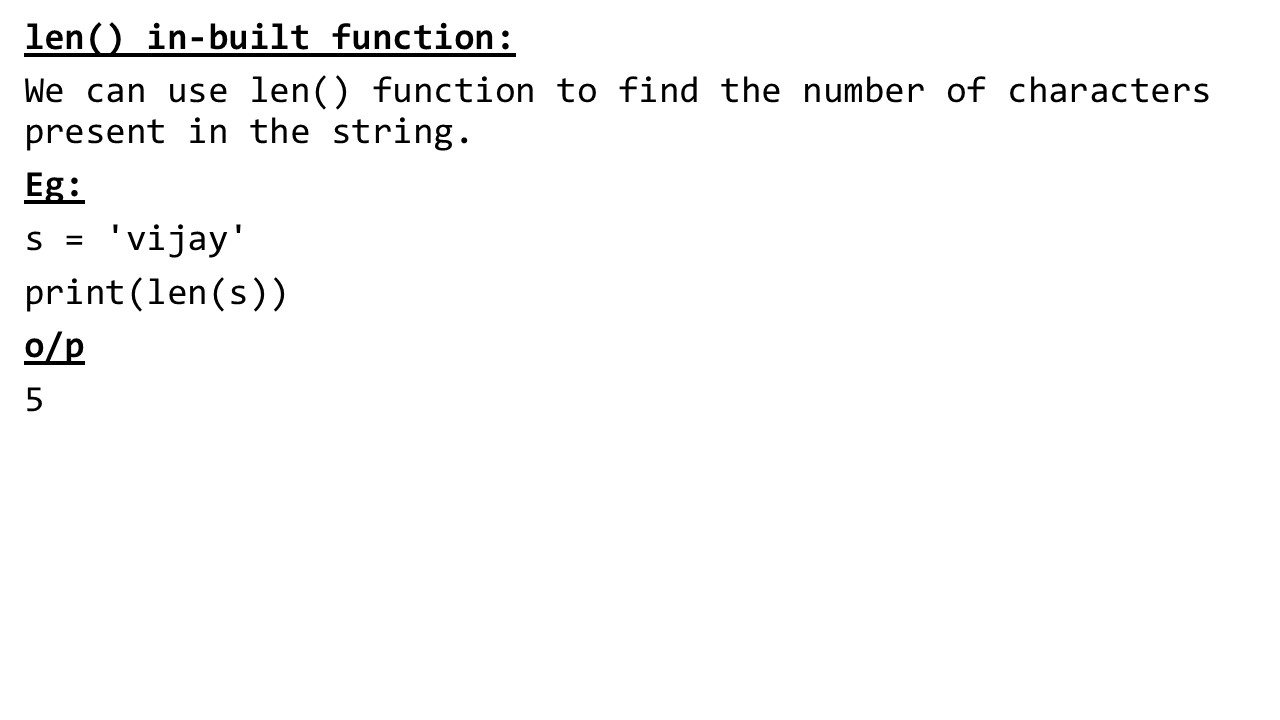 len() in-built function:
We can use len() function to find the number of characters
present in the string.
Eg:
s = 'vijay'
print(len(s))
o/p
5